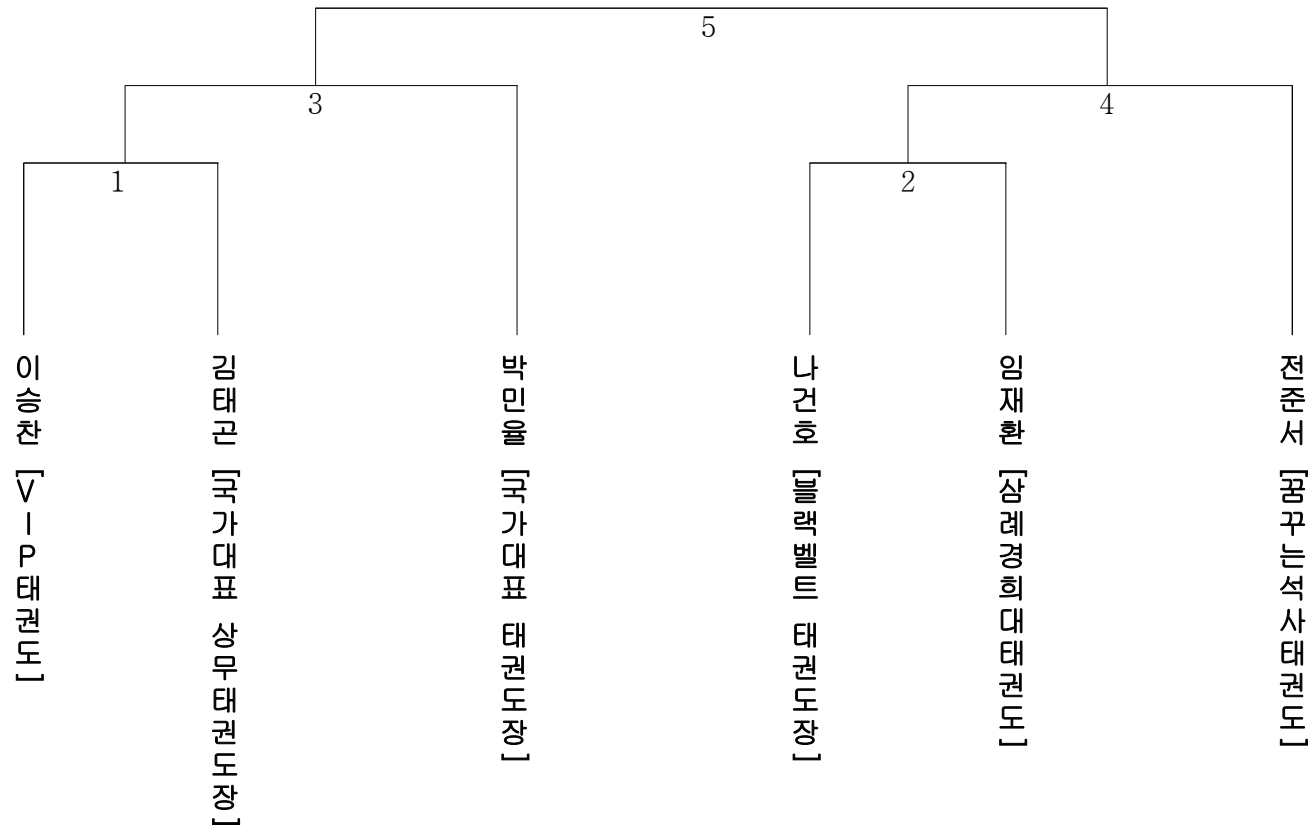 5
3
4
1
2
이승찬 [VIP태권도]
김태곤 [국가대표 상무태권도장]
박민율 [국가대표 태권도장]
나건호 [블랙벨트 태권도장]
임재환 [삼례경희대태권도]
전준서 [꿈꾸는석사태권도]